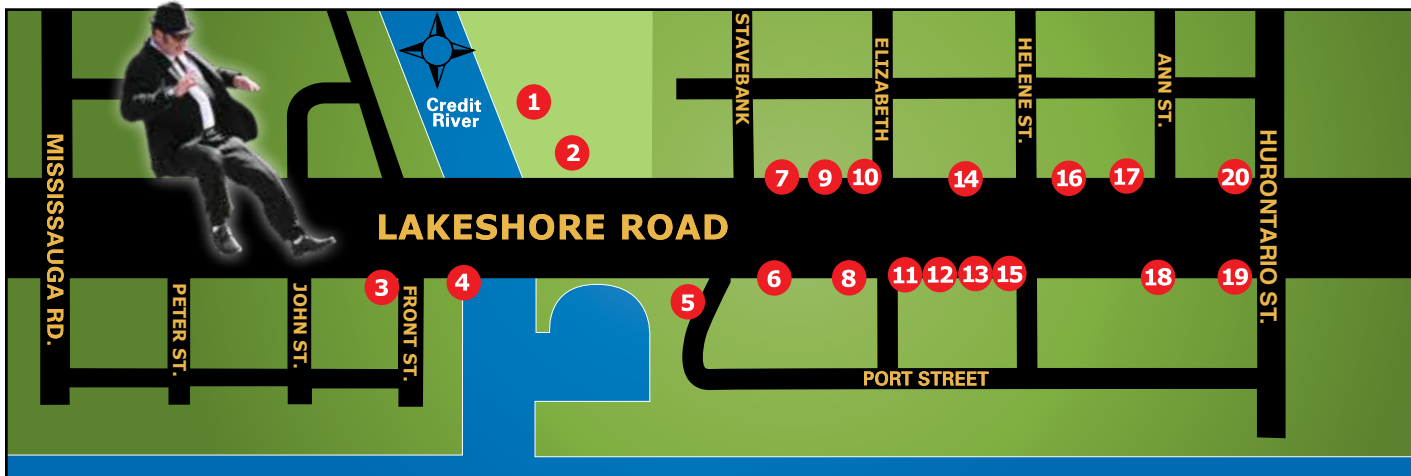 STAVEBANK
ELIZABETH
HELENE ST.
ANN ST.
Credit
River
1
2
MISSISSAUGA RD.
HURONTARIO ST.
7
9
10
14
16
17
20
LAKESHORE ROAD
3
4
5
6
8
11
12
13
15
18
19
PETER ST.
JOHN ST.
FRONT ST.
PORT STREET